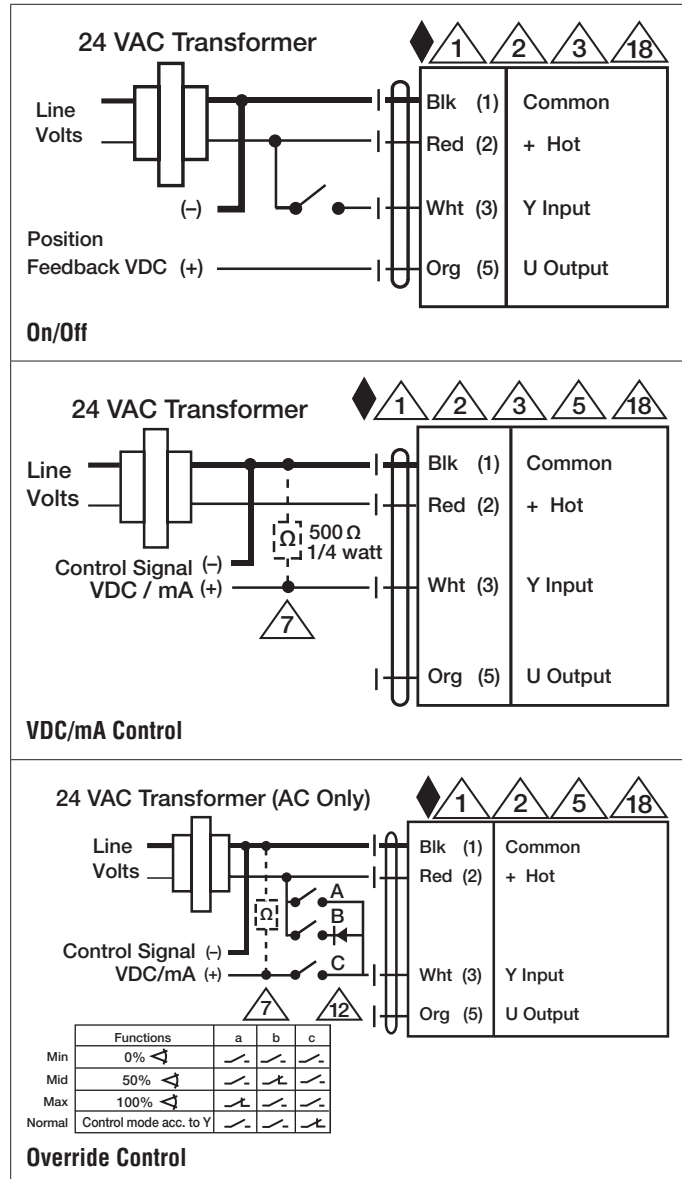 24 VAC Transformer
1 2 3 18
Line
Volts
Blk (1) Common
Red (2) + Hot
(–)
Wht (3) Y Input
Position
Feedback VDC (+)
Org (5) U Output
On/Off
24 VAC Transformer
1 2 3 5 18
Line
Volts
Blk (1) Common
Red (2) + Hot
Ω 500 Ω
1/4 watt
Control Signal (–)
VDC / mA (+)
Wht (3) Y Input
7
Org (5) U Output
VDC/mA Control
24 VAC Transformer (AC Only)
1 2 5 18
Line
Volts
Blk (1) Common
Red (2) + Hot
A
Ω
B
Control Signal (–)
VDC/mA (+)
C
Wht (3) Y Input
7 12
Org (5) U Output
Functions a b c
Min 0%
Mid 50%
Max 100%
Normal Control mode acc. to Y
Override Control